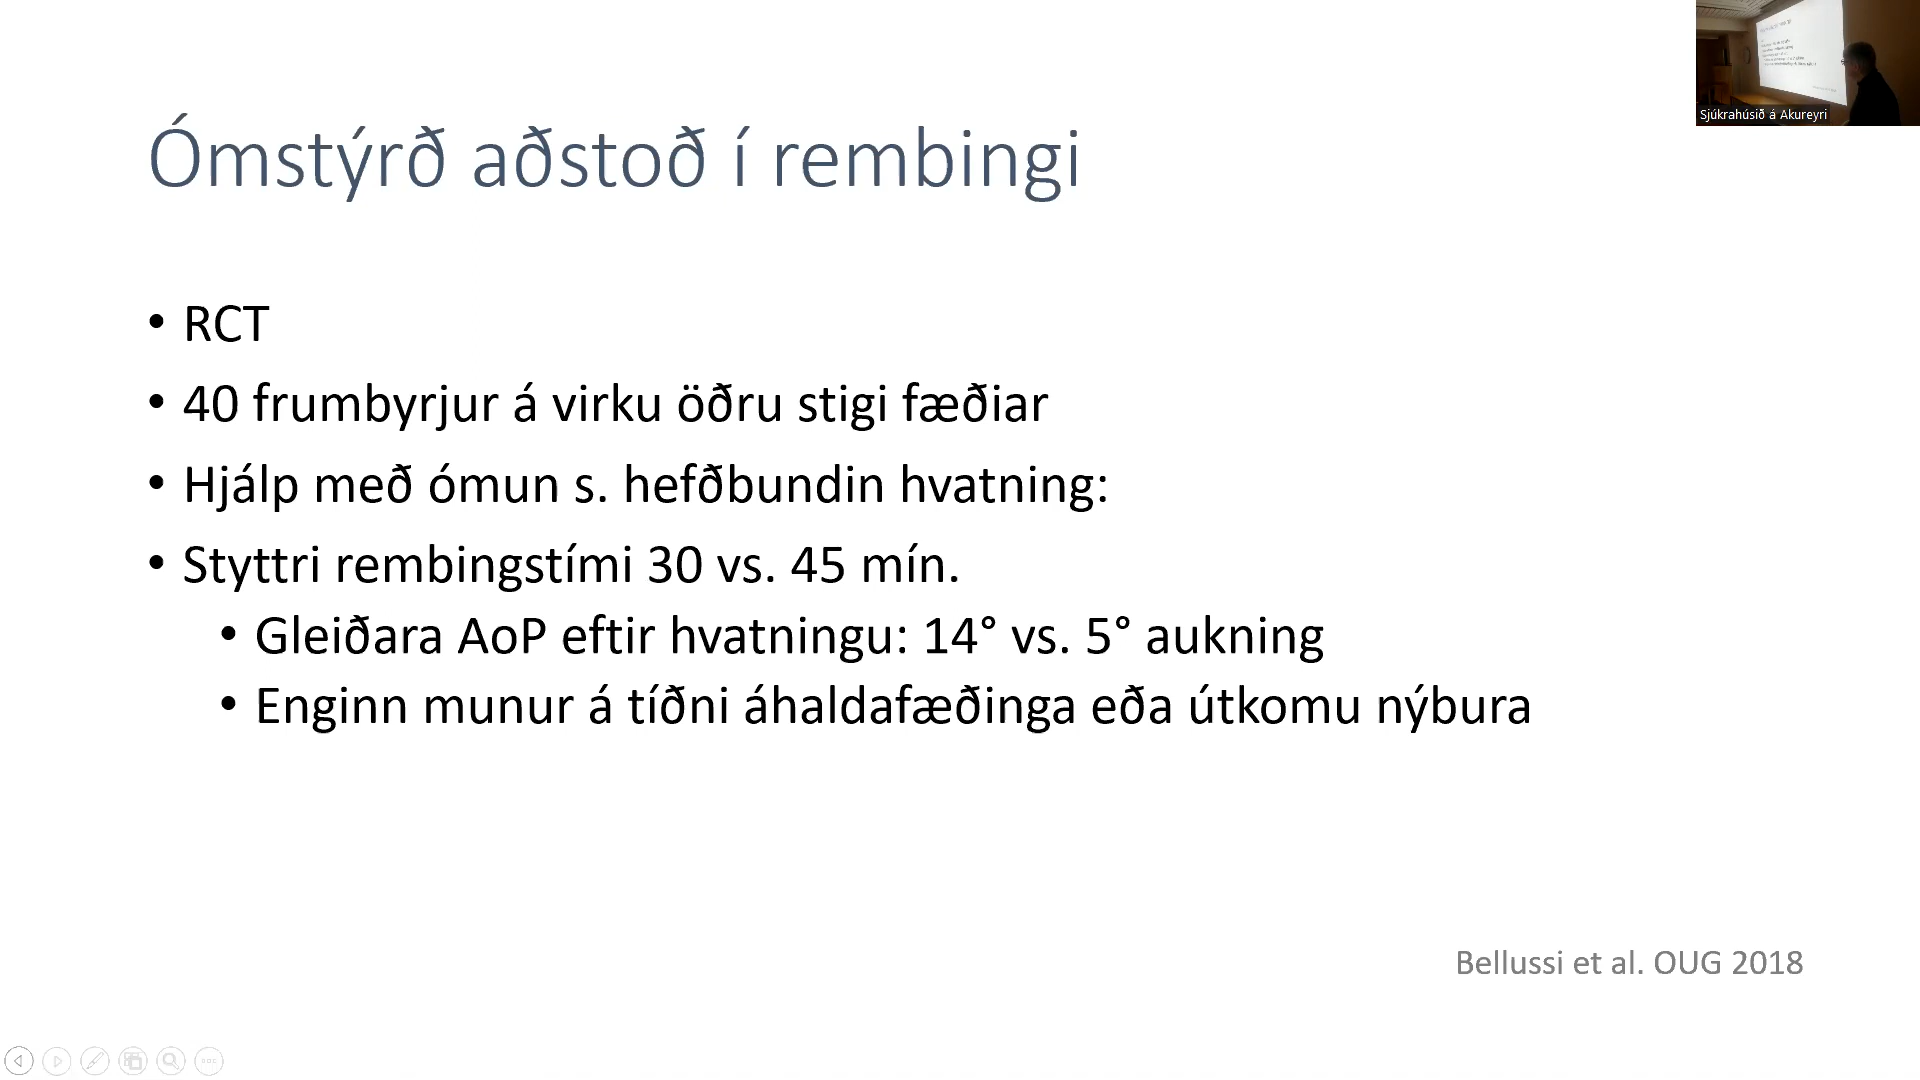 Ómstýrð aðstoð í rembingi
• RCT
• 40 frumbyrjur á virku öðru stigi fæðiar
• Hjálp með ómun s. hefðbundin hvatning:
• Styttri rembingstími 30 vs. 45 mín.
• Gleiðara AoP eftir hvatningu: 14° vs. 5° aukning
• Enginn munur á tíðni áhaldafæðinga eða útkomu nýbura
Bellussi et al. OUG 2018
Sjúkrahúsið á Akureyri